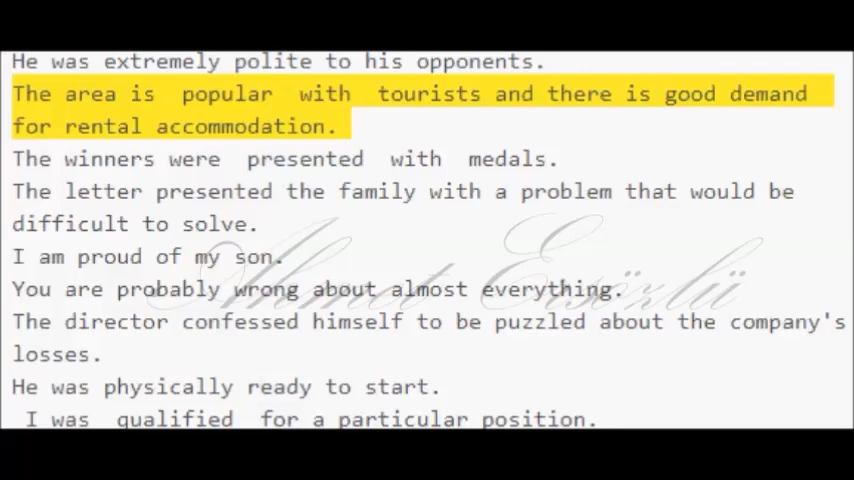 He was extremely polite to his opponents.
The area is popular with tourists and there is good demand
for rental accommodation.
The winners were presented with medals.
The letter presented the family with a problem that would be
difficult to solve.
I am proud of my son.
You are probably wrong about almost everything.
Ahmet Ersözlü
The director confessed himself to be puzzled about the company's
losses.
He was physically ready to start.
I was qualified for a particular position.